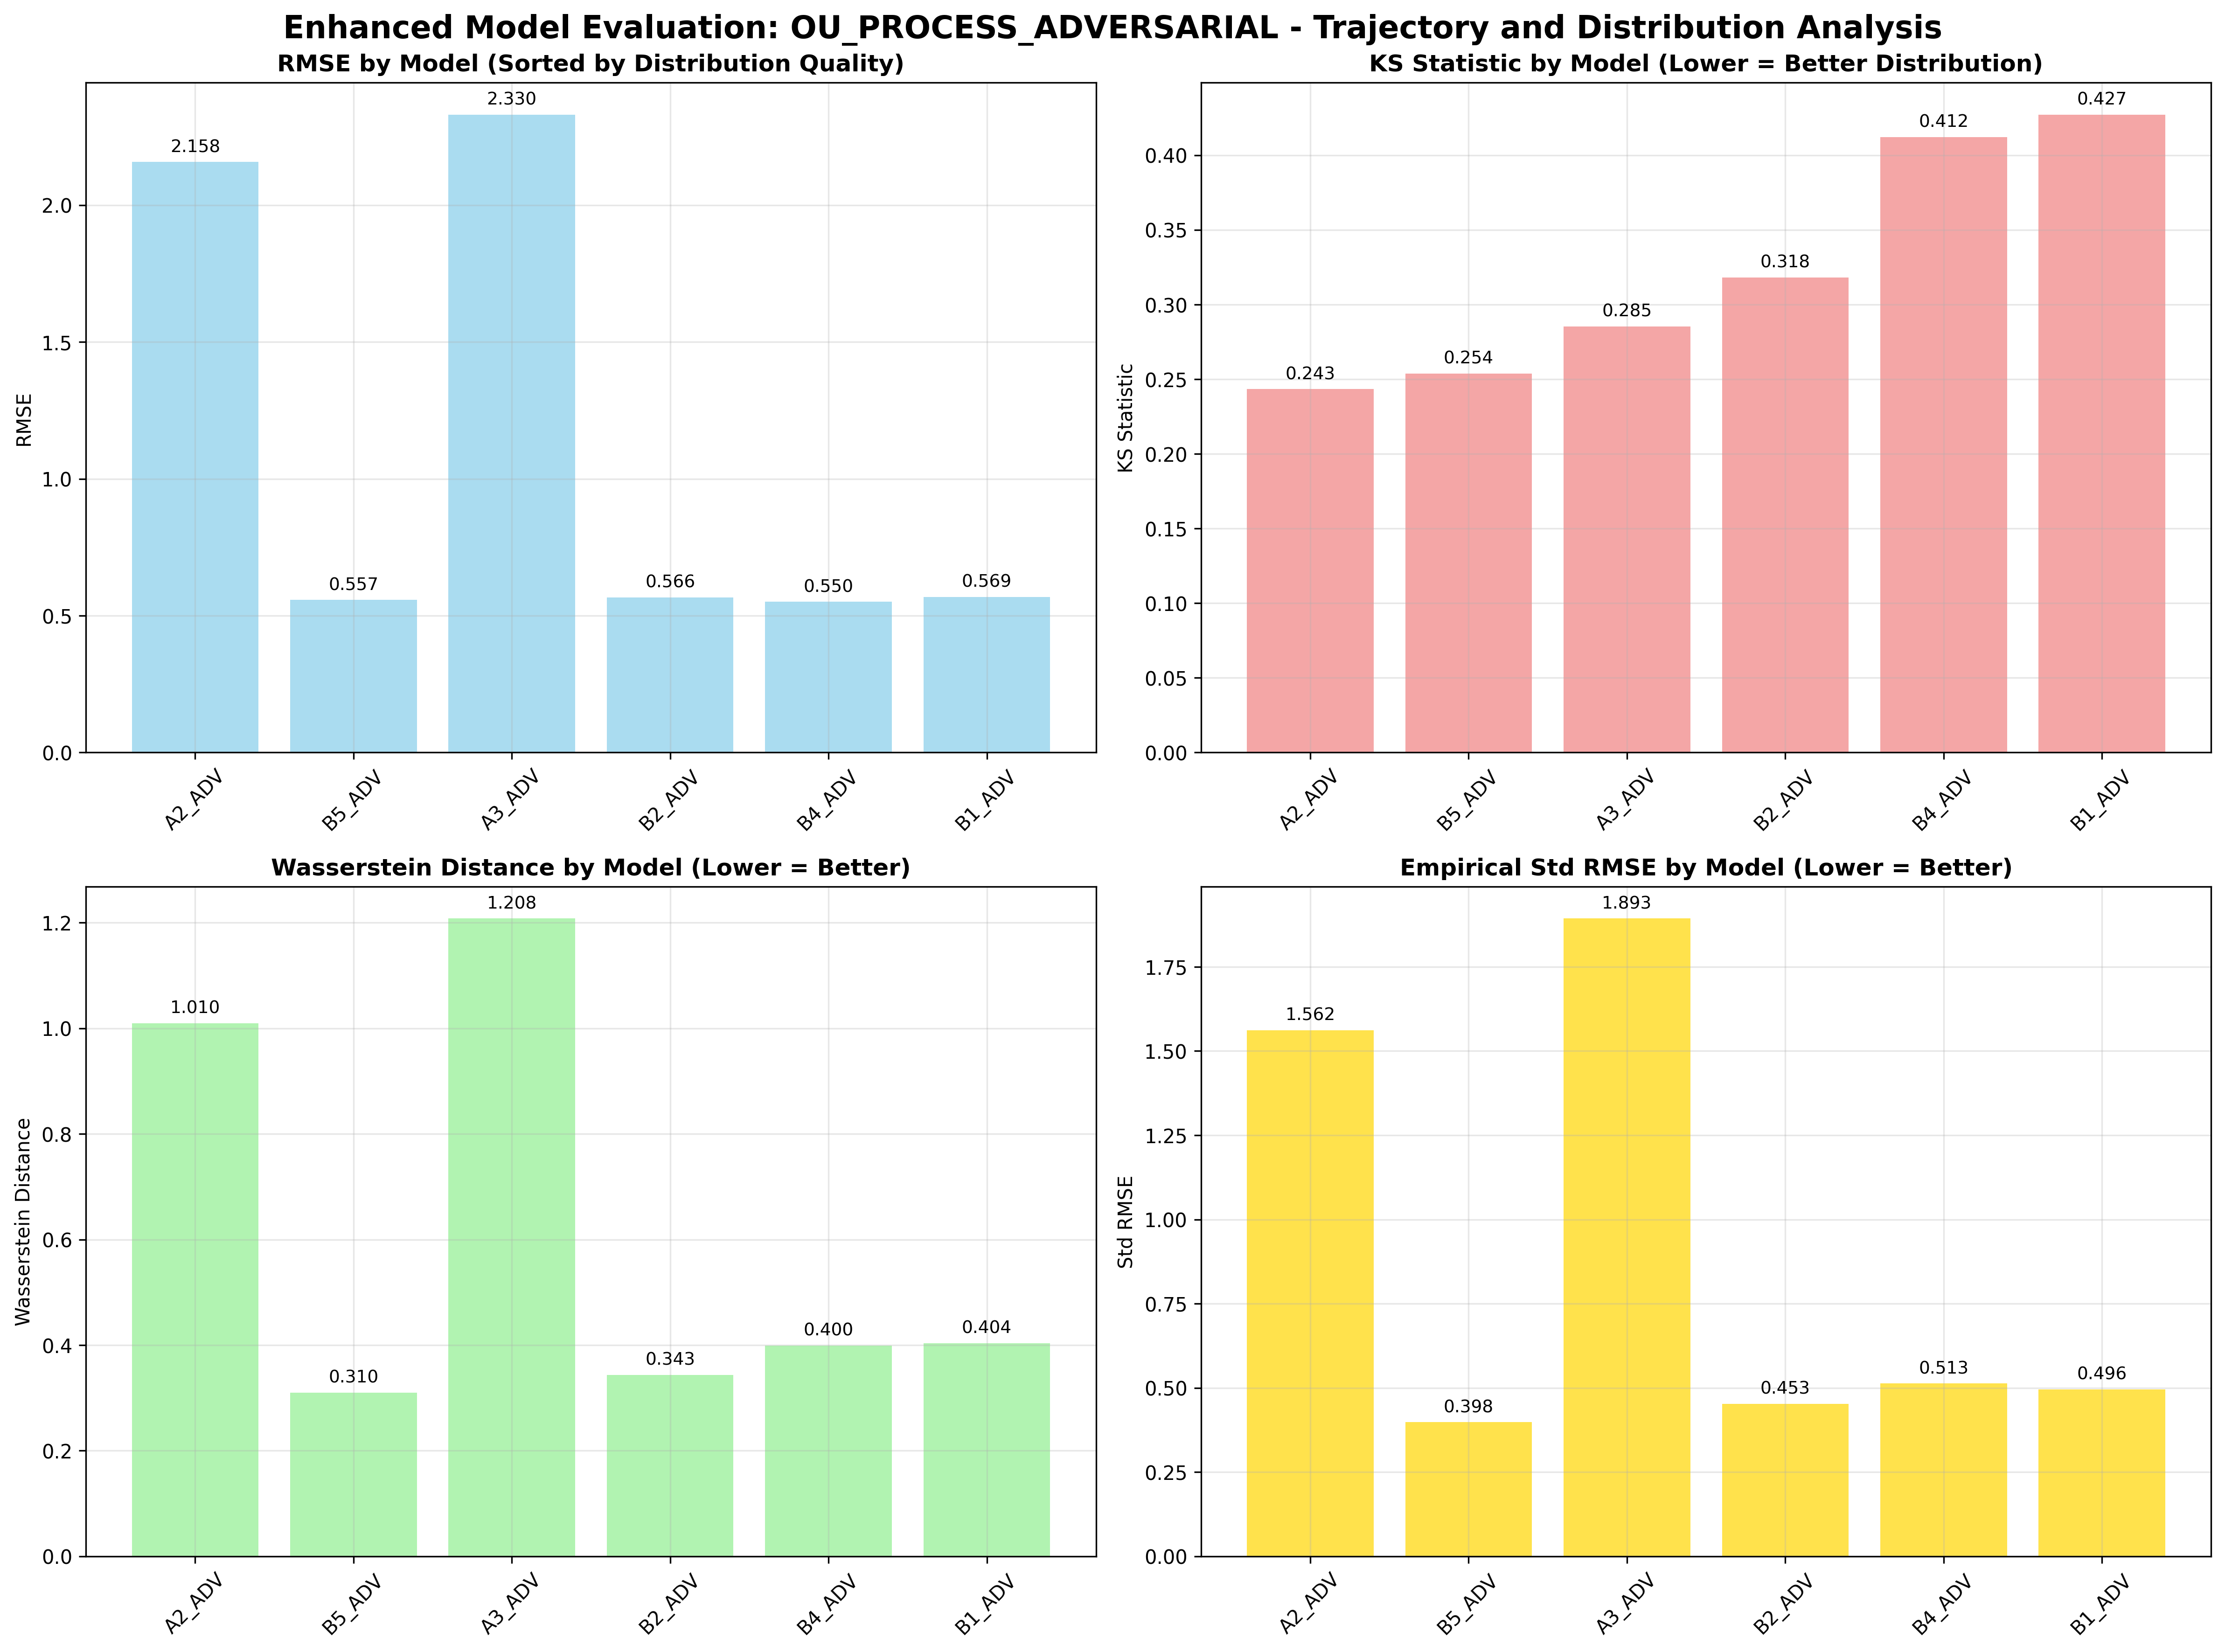 Enhanced Model Evaluation: OU_PROCESS_ADVERSARIAL - Trajectory and Distribution Analysis
RMSE by Model (Sorted by Distribution Quality)
RMSE
2.0
1.5
1.0
0.5
0.0
2.158
0.557
2.330
0.566
0.550
0.569
A2_ADV
B5_ADV
A3_ADV
B2_ADV
B4_ADV
B1_ADV
KS Statistic by Model (Lower = Better Distribution)
KS Statistic
0.40
0.35
0.30
0.25
0.20
0.15
0.10
0.05
0.00
0.243
0.254
0.285
0.318
0.412
0.427
A2_ADV
B5_ADV
A3_ADV
B2_ADV
B4_ADV
B1_ADV
Wasserstein Distance by Model (Lower = Better)
Wasserstein Distance
1.2
1.0
0.8
0.6
0.4
0.2
0.0
1.010
0.310
1.208
0.343
0.400
0.404
A2_ADV
B5_ADV
A3_ADV
B2_ADV
B4_ADV
B1_ADV
Empirical Std RMSE by Model (Lower = Better)
Std RMSE
1.75
1.50
1.25
1.00
0.75
0.50
0.25
0.00
1.562
0.398
1.893
0.453
0.513
0.496
A2_ADV
B5_ADV
A3_ADV
B2_ADV
B4_ADV
B1_ADV